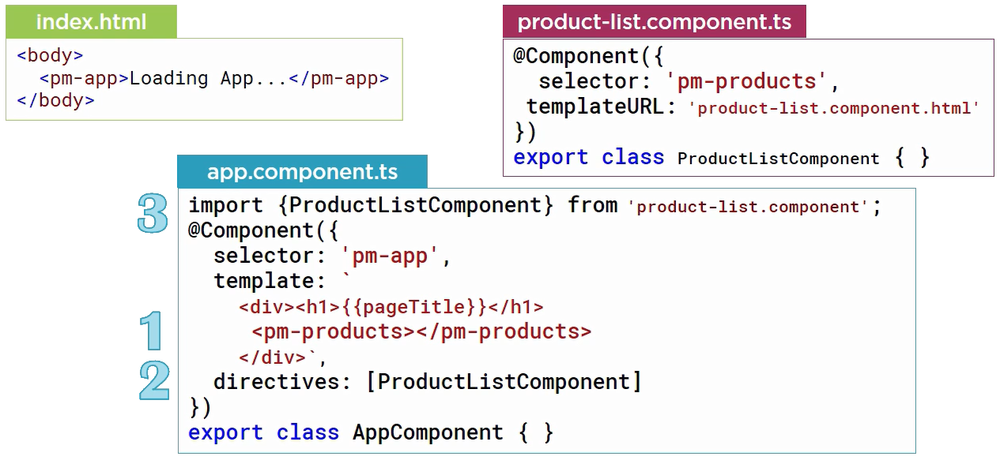 index.html
<body>
<pm-app>Loading App...</pm-app>
</body>
product-list.component.ts
@Component({
selector: 'pm-products',
templateURL: 'product-list.component.html'
})
export class ProductListComponent { }
app.component.ts
3 import {ProductListComponent} from 'product-list.component';
@Component({
selector: 'pm-app',
template: `
<div><h1>{{pageTitle}}</h1>
1 <pm-products></pm-products>
</div>`,
2 directives: [ProductListComponent]
})
export class AppComponent { }